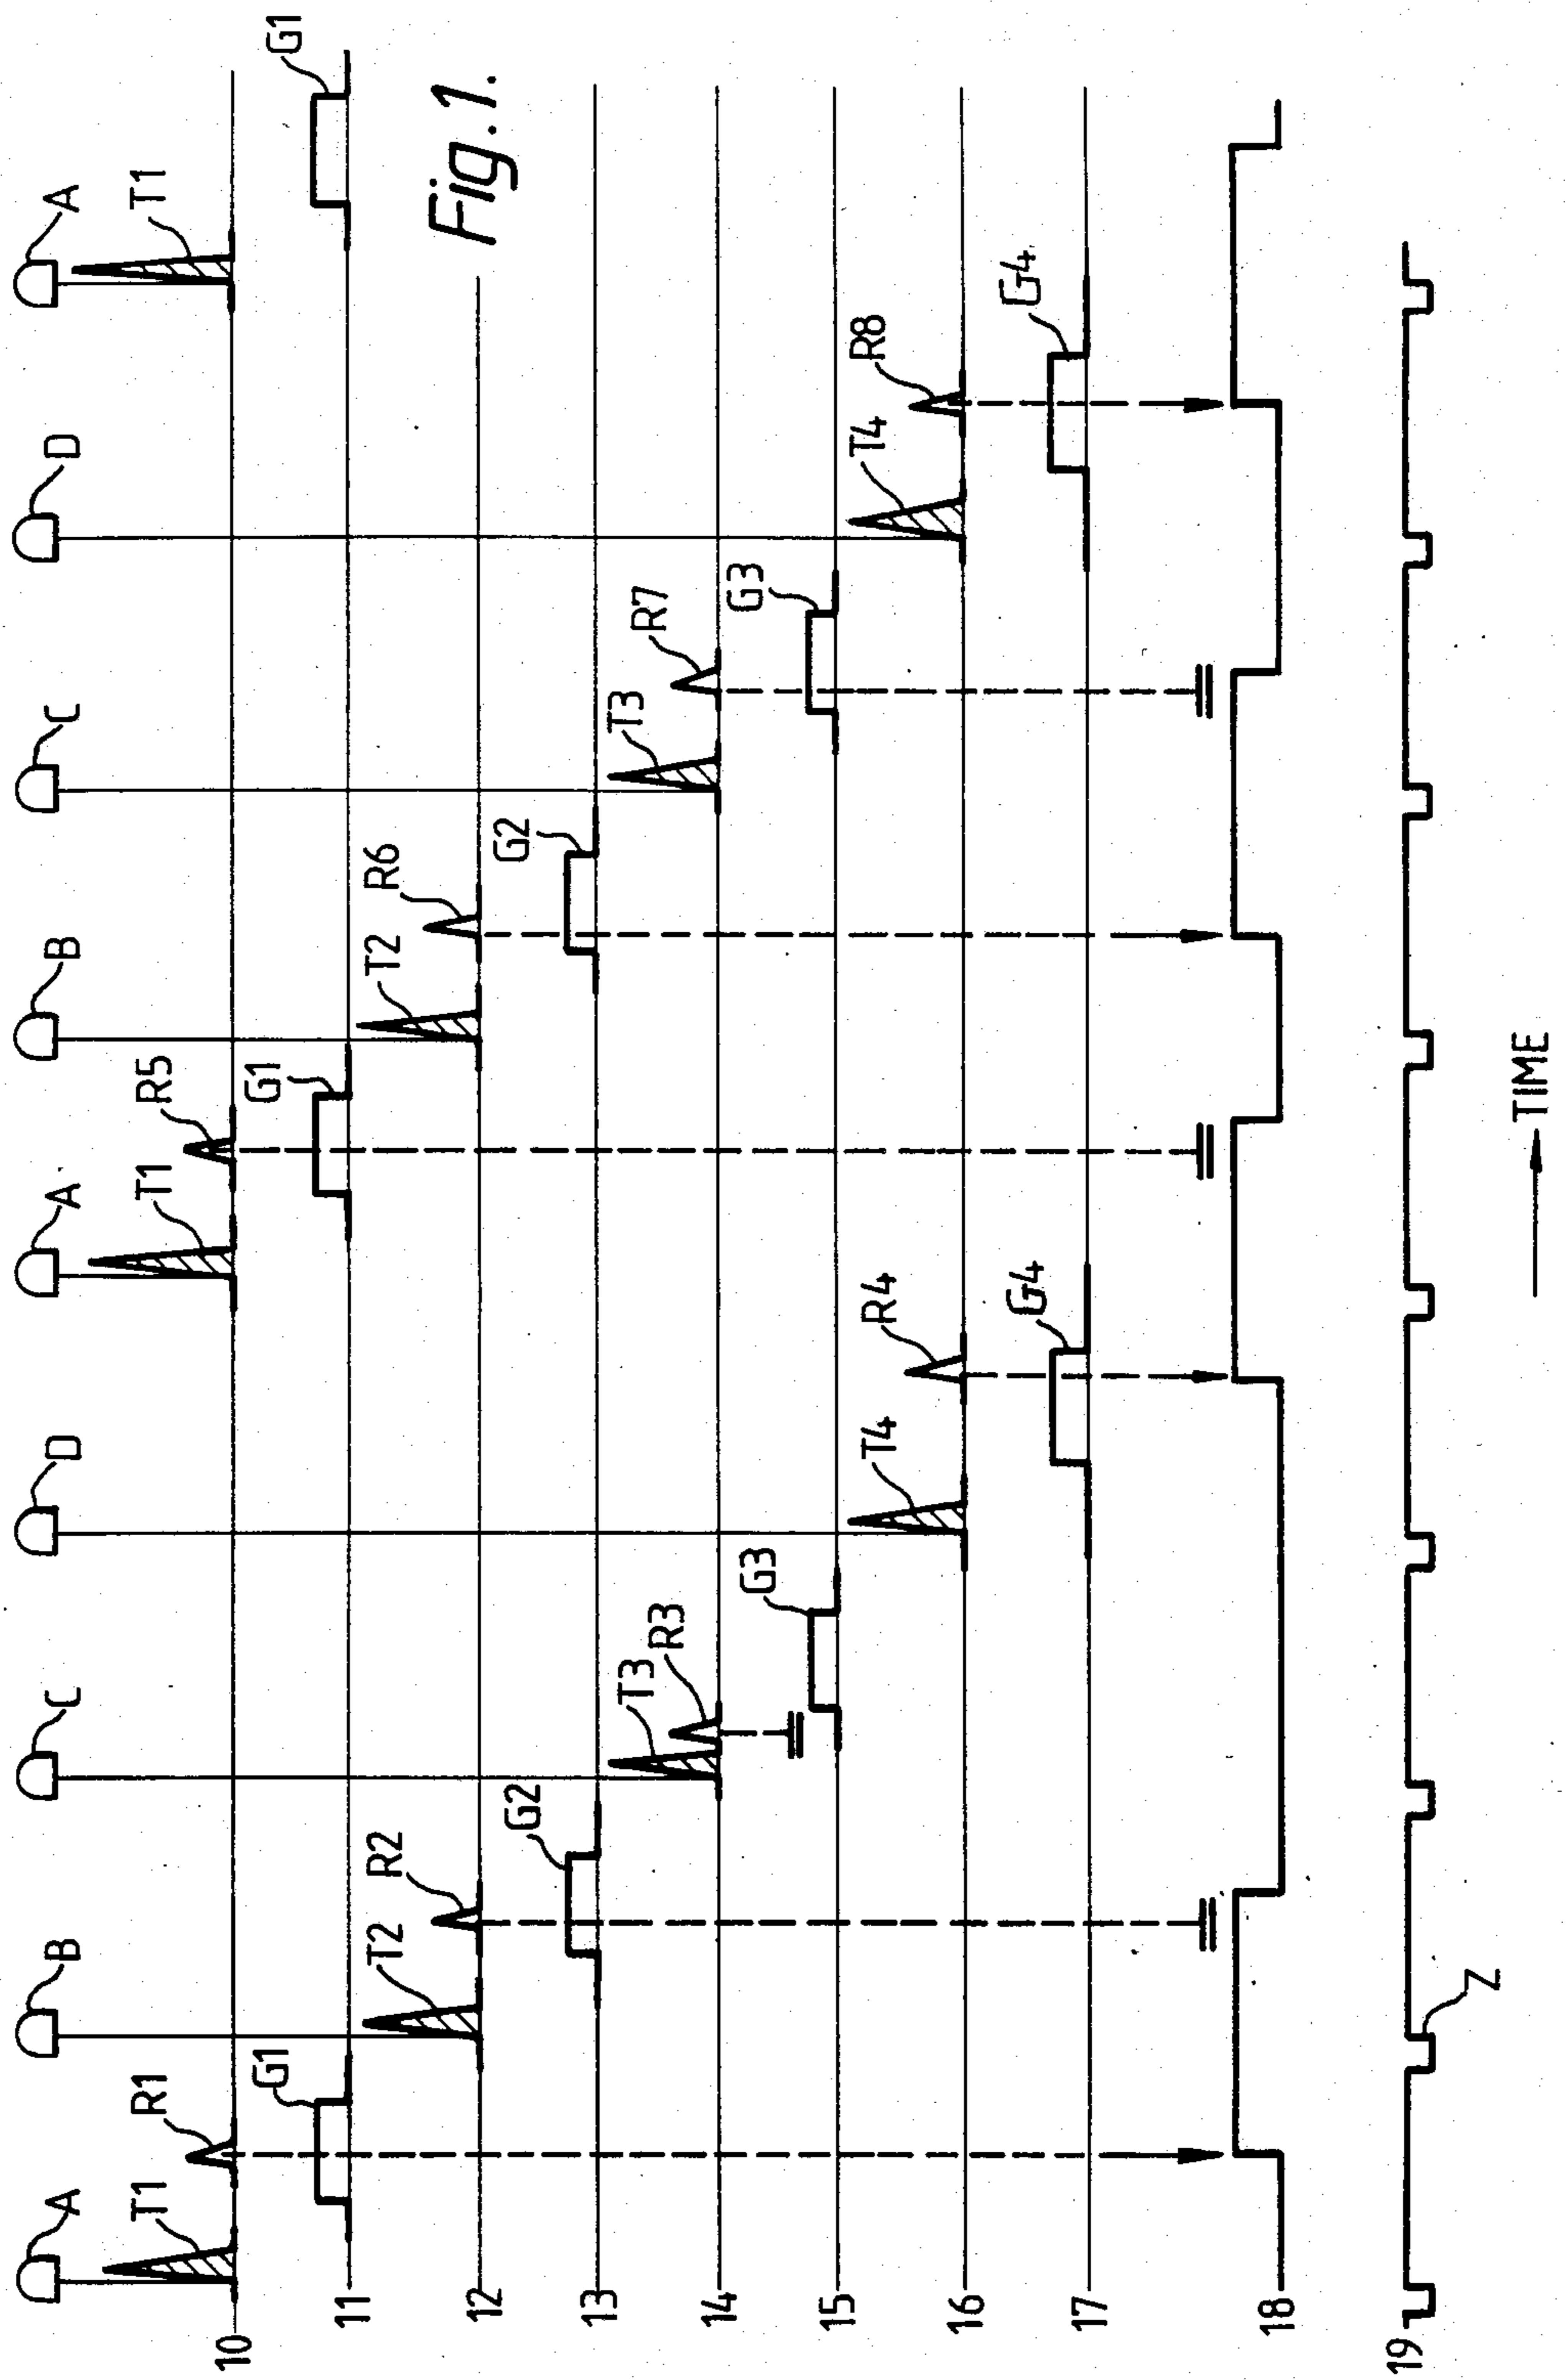 A B C D A B C D A
T1 R1 T1 R5 T1
10
G1 G1 G1
11
T2 R2 T2 R6
12
Fig.1.
G2 G2
13
T3 R3 T3 R7
14
G3 G3
15
T4 R4 T4 R8
16
G4 G4
17
18
19
Z
TIME